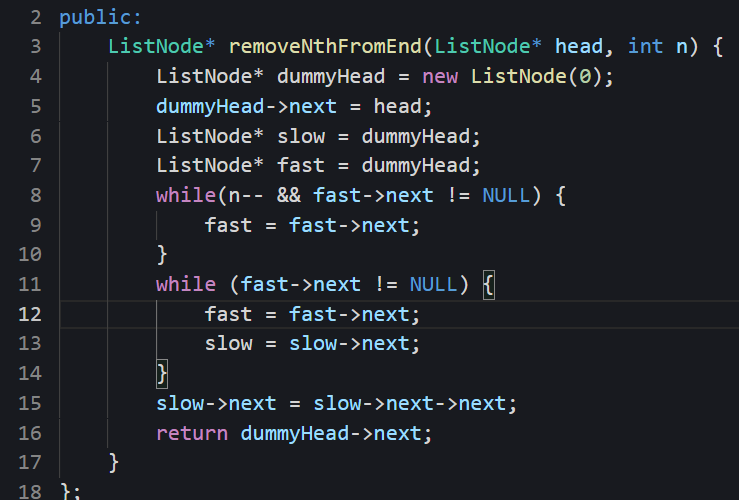 2 public:
3 ListNode* removeNthFromEnd(ListNode* head, int n) {
4 ListNode* dummyHead = new ListNode(0);
5 dummyHead->next = head;
6 ListNode* slow = dummyHead;
7 ListNode* fast = dummyHead;
8 while(n-- && fast->next != NULL) {
9 fast = fast->next;
10 }
11 while (fast->next != NULL) {
12 fast = fast->next;
13 slow = slow->next;
14 }
15 slow->next = slow->next->next;
16 return dummyHead->next;
17 }
18 };